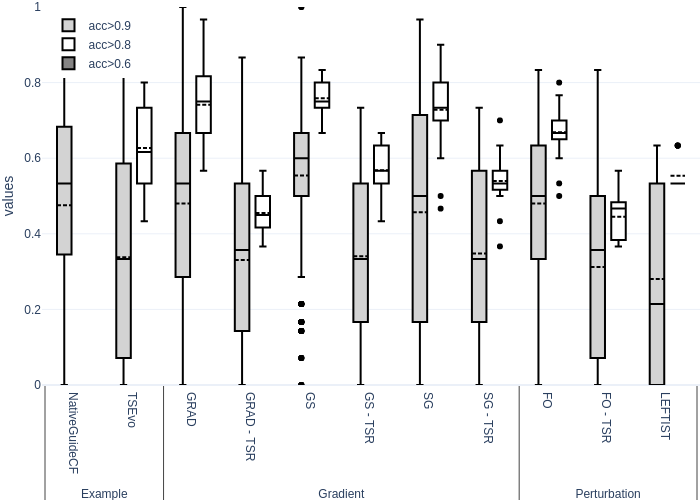 1
0.8
0.6
0.4
0.2
0
values
acc>0.9
acc>0.8
acc>0.6
NativeGuideCF
TSEvo
GRAD
GRAD - TSR
GS
GS - TSR
SG
SG - TSR
FO
FO - TSR
LEFTIST
Example
Gradient
Perturbation